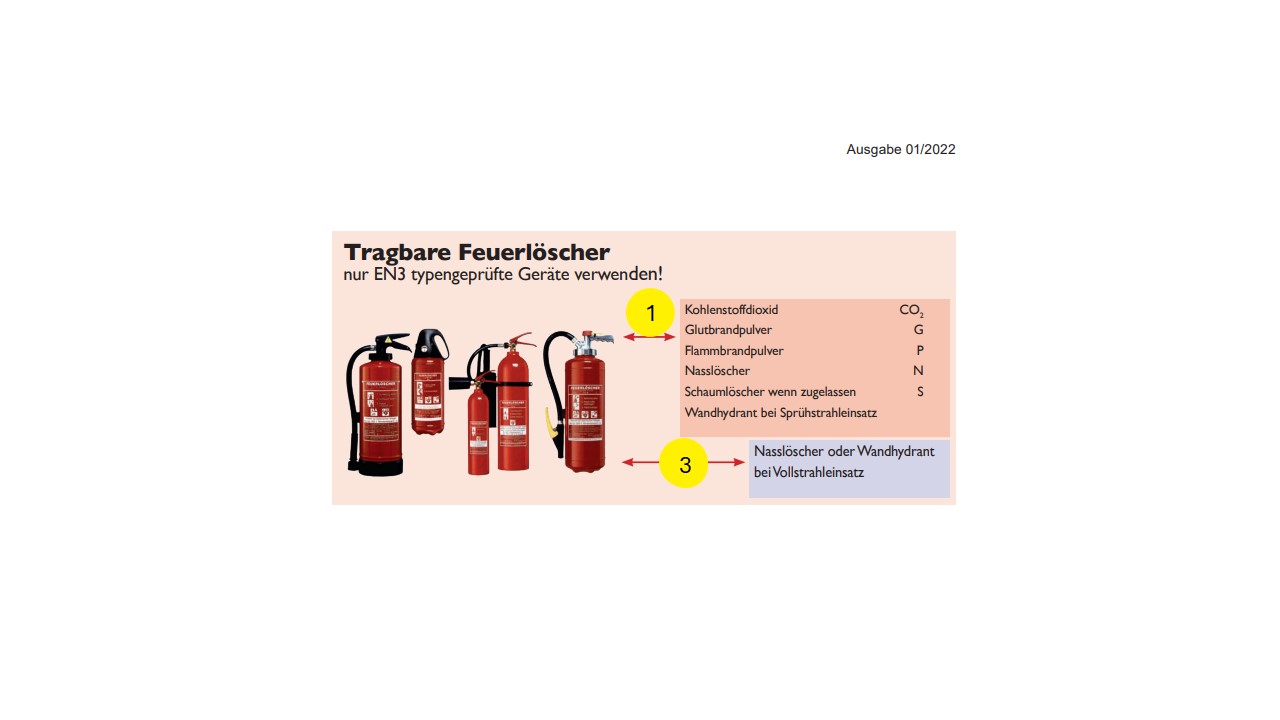 Ausgabe 01/2022
Tragbare Feuerlöscher
nur EN3 typengeprüfte Geräte verwenden!
1
Kohlenstoffdioxid CO₂
Glutbrandpulver G
Flammbrandpulver P
Nasslöscher N
Schaumlöscher wenn zugelassen S
Wandhydrant bei Sprühstrahleinsatz
3
Nasslöscher oder Wandhydrant
bei Vollstrahleinsatz
FEUERLÖSCHER
FEUERLÖSCHER
FEUERLÖSCHER